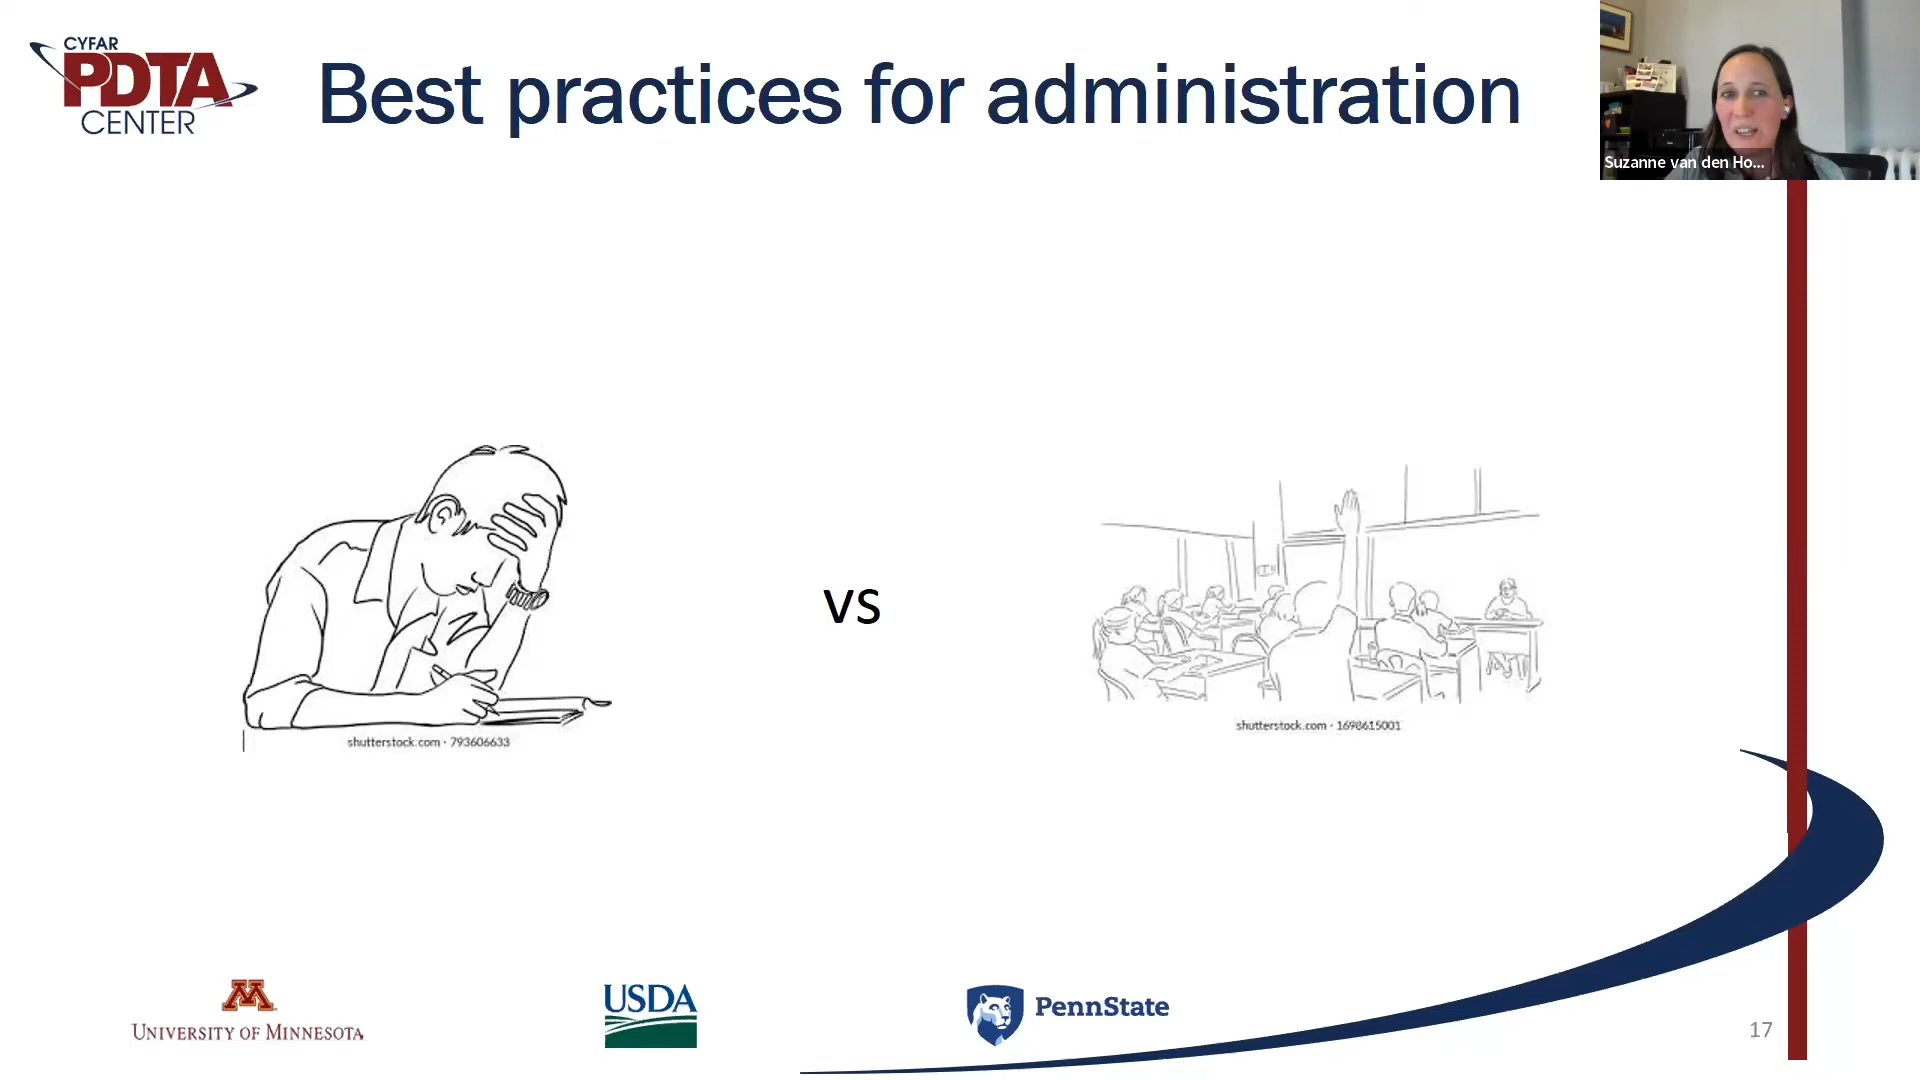 CYFAR
PDTA
CENTER
Best practices for administration
Suzanne van den Ho...
vs
shutterstock.com · 793606633
shutterstock.com · 1698615001
M
UNIVERSITY OF MINNESOTA
USDA
PennState
17